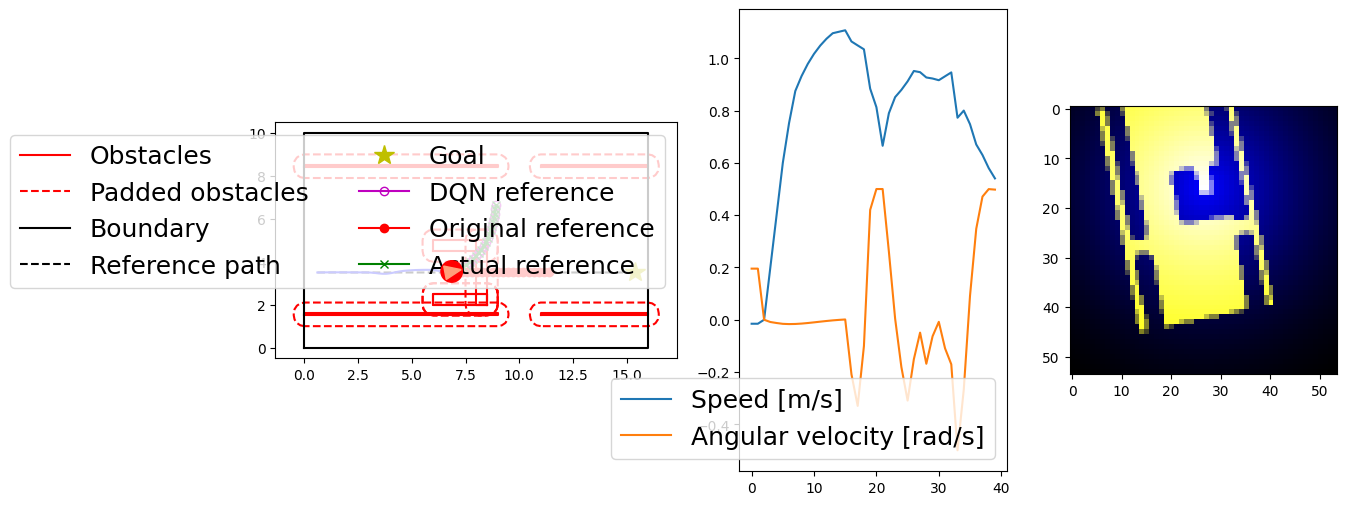 Obstacles
Padded obstacles
Boundary
Reference path
Goal
DQN reference
Original reference
Actual reference
10
8
6
4
2
0
0.0 2.5 5.0 7.5 10.0 12.5 15.0
1.0
0.8
0.6
0.4
0.2
0.0
−0.2
−0.4
Speed [m/s]
Angular velocity [rad/s]
0 10 20 30 40
0
10
20
30
40
50
0 10 20 30 40 50